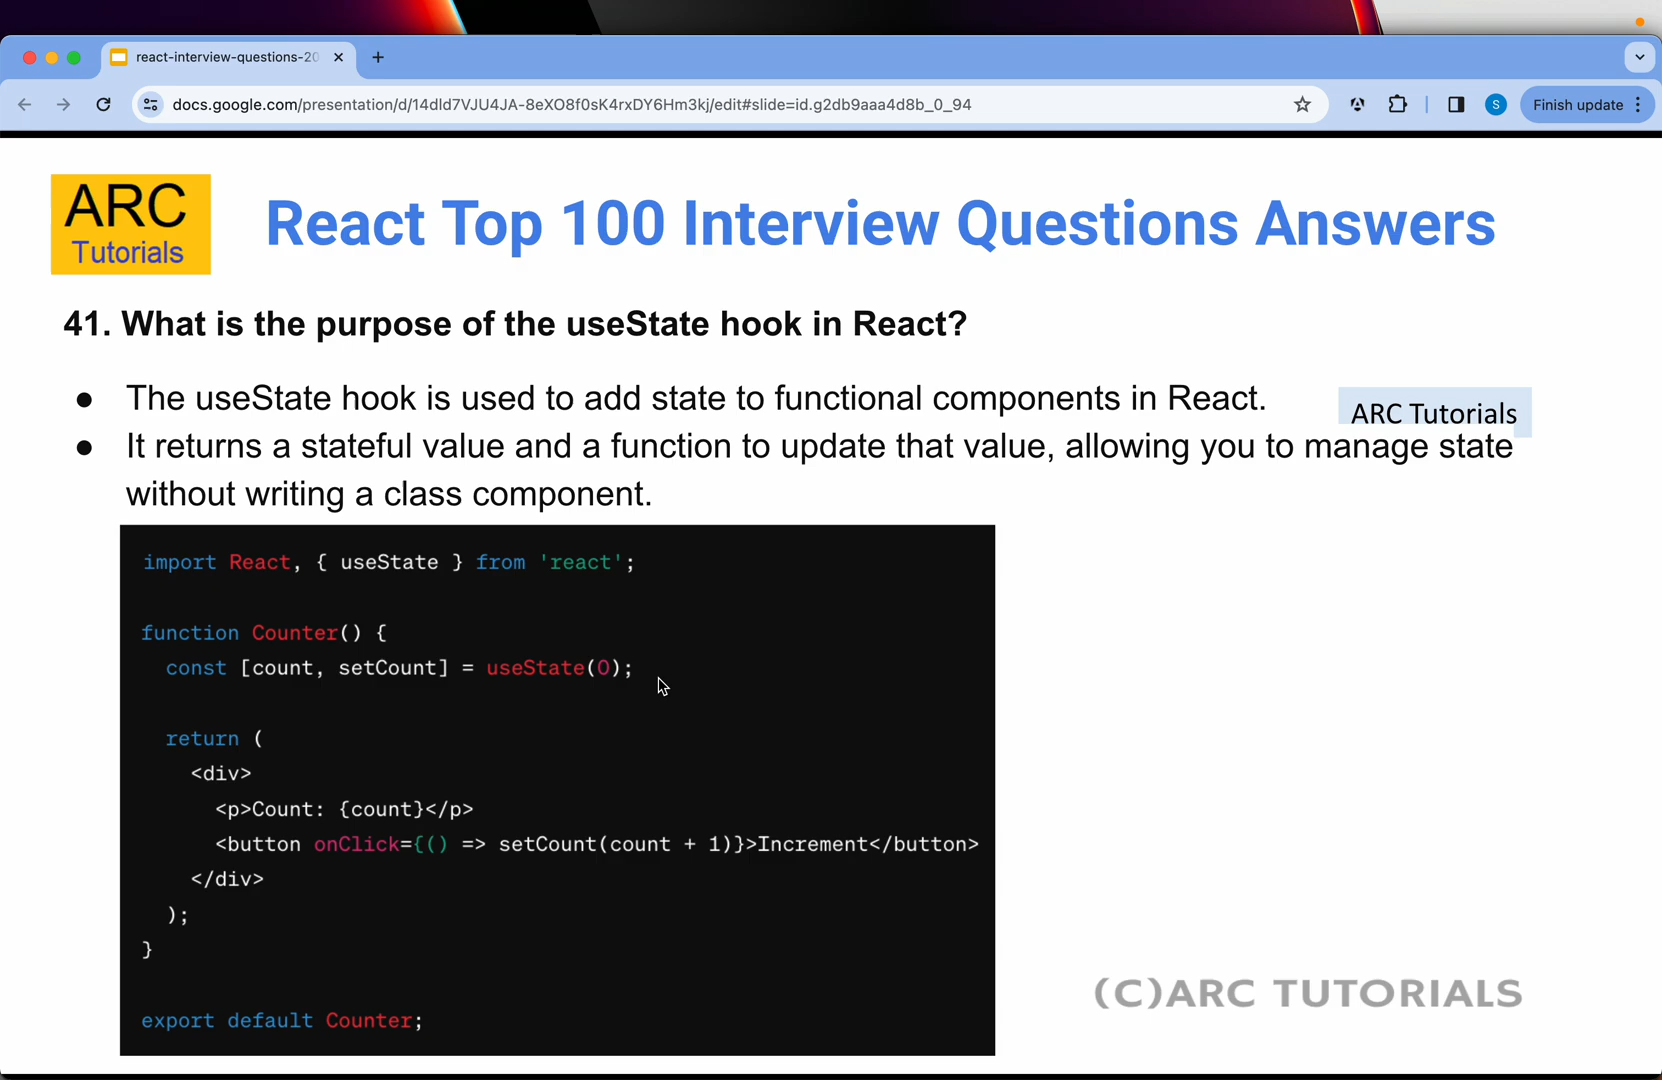 react-interview-questions-20
docs.google.com/presentation/d/14dld7VJU4JA-8eXO8f0sK4rxDY6Hm3kj/edit#slide=id.g2db9aaa4d8b_0_94
S
Finish update
ARC
Tutorials
React Top 100 Interview Questions Answers
41. What is the purpose of the useState hook in React?
● The useState hook is used to add state to functional components in React.
ARC Tutorials
● It returns a stateful value and a function to update that value, allowing you to manage state
without writing a class component.
import React, { useState } from 'react';
function Counter() {
const [count, setCount] = useState(0);
return (
<div>
<p>Count: {count}</p>
<button onClick={() => setCount(count + 1)}>Increment</button>
</div>
);
}
export default Counter;
(C)ARC TUTORIALS